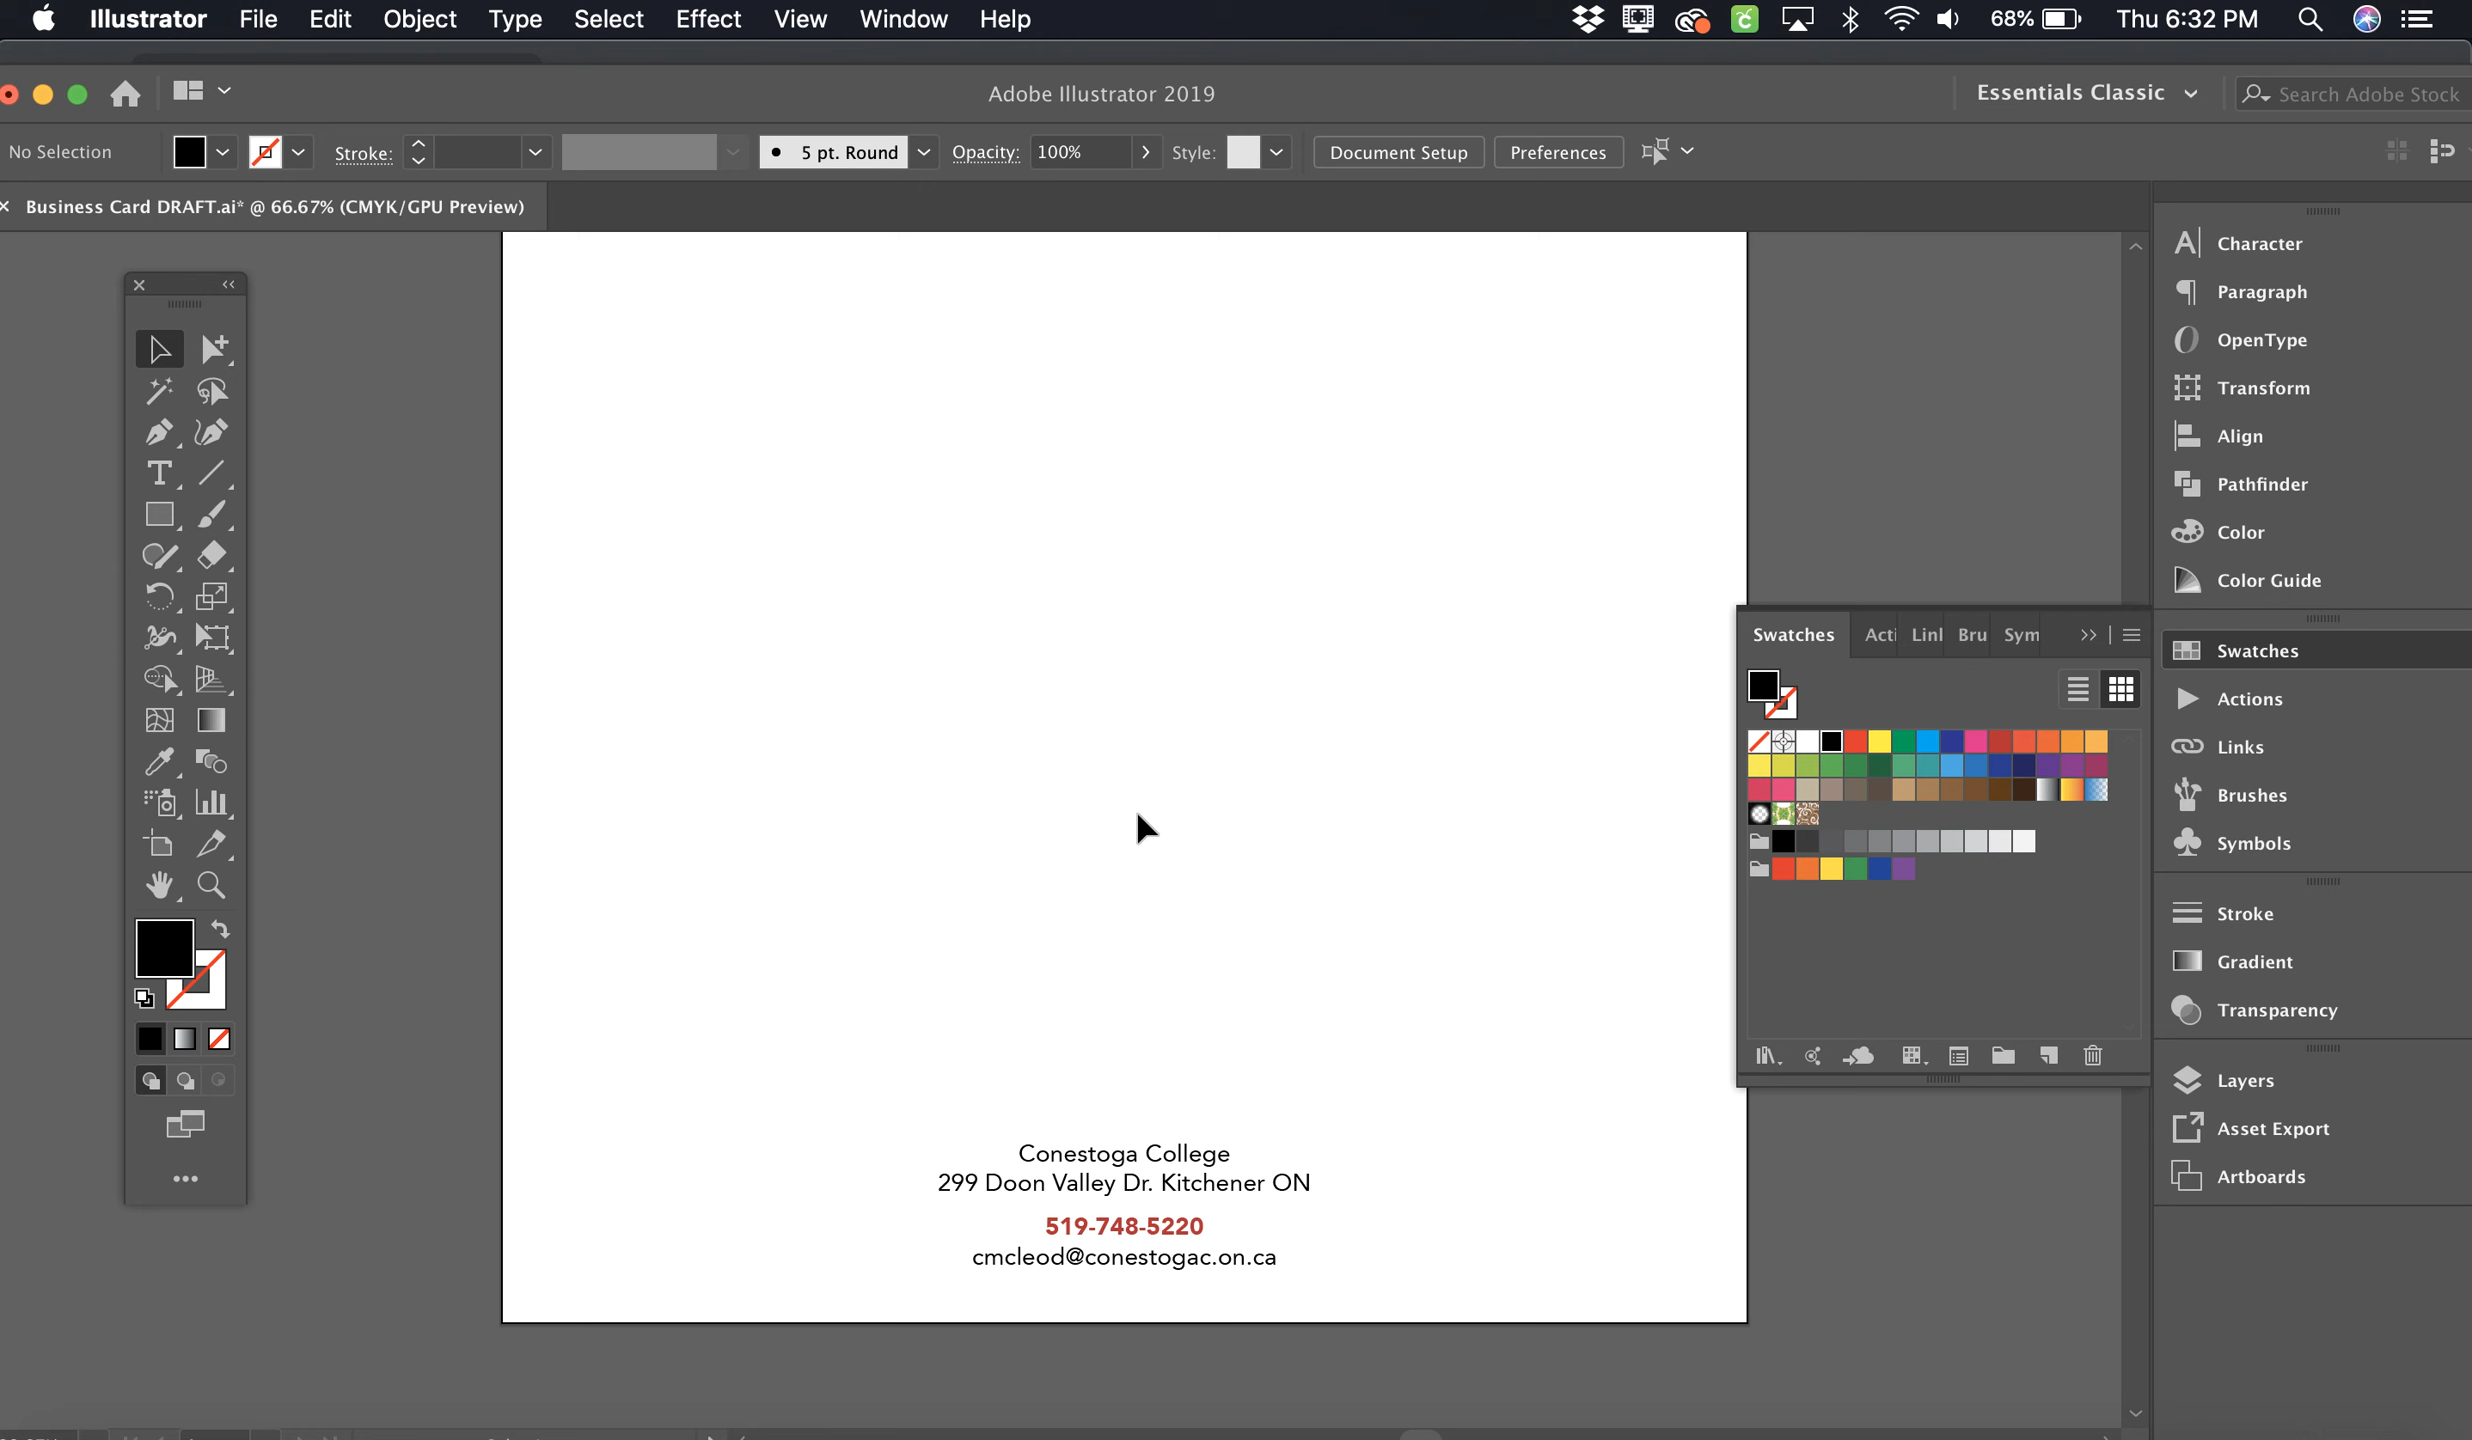 Illustrator File Edit Object Type Select Effect View Window Help 68% Thu 6:32 PM
Adobe Illustrator 2019 Essentials Classic Search Adobe Stock
No Selection Stroke: 5 pt. Round Opacity: 100% Style: Document Setup Preferences
Business Card DRAFT.ai* @ 66.67% (CMYK/GPU Preview)
Character
Paragraph
OpenType
Transform
Align
Pathfinder
Color
Color Guide
Swatches Acti Linl Bru Sym
Swatches
Actions
Links
Brushes
Symbols
Stroke
Gradient
Transparency
Layers
Asset Export
Artboards
Conestoga College
299 Doon Valley Dr. Kitchener ON
519-748-5220
cmcleod@conestogac.on.ca